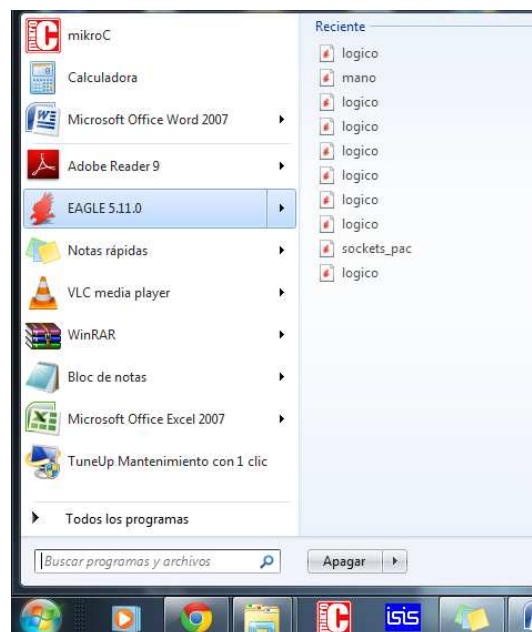 mikroC
Calculadora
Microsoft Office Word 2007
Adobe Reader 9
EAGLE 5.11.0
Notas rápidas
VLC media player
WinRAR
Bloc de notas
Microsoft Office Excel 2007
TuneUp Mantenimiento con 1 clic
Todos los programas
Buscar programas y archivos
Reciente
logico
mano
logico
logico
logico
logico
logico
logico
sockets_pac
logico
Apagar
isis